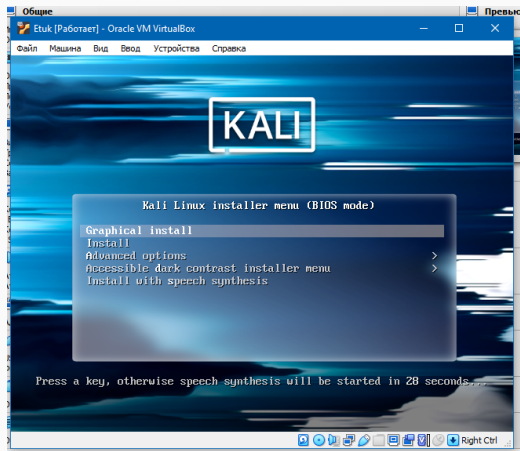 Общие
Превью
Etuk [Работает] - Oracle VM VirtualBox
Файл Машина Вид Ввод Устройства Справка
KALI
Kali Linux installer menu (BIOS mode)
Graphical install
Install
Advanced options >
Accessible dark contrast installer menu >
Install with speech synthesis
Press a key, otherwise speech synthesis will be started in 28 seconds...
Right Ctrl